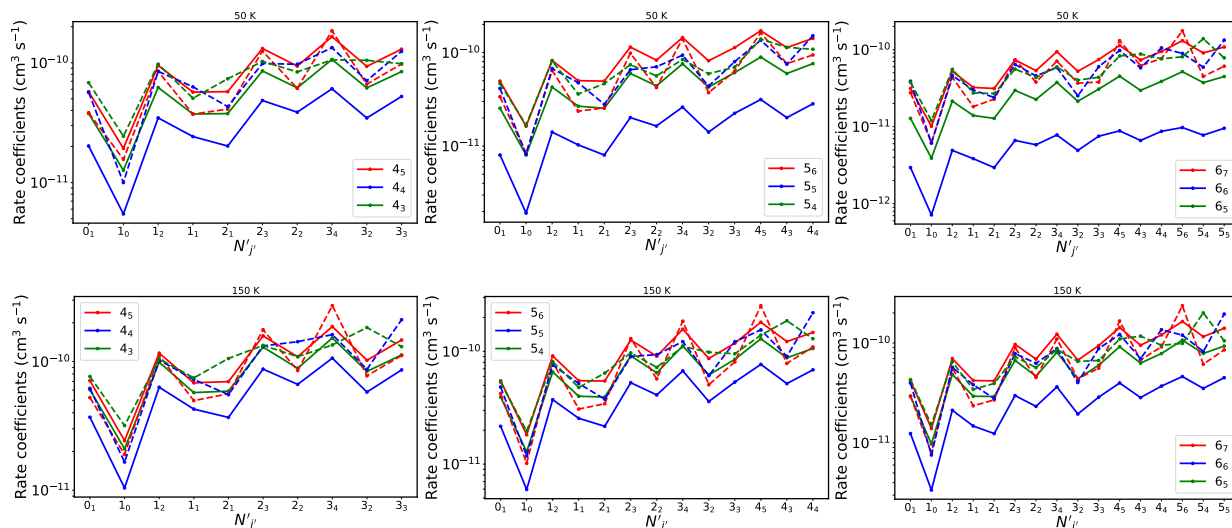 50 K
50 K
50 K
Rate coefficients (cm³ s⁻¹)
10⁻¹⁰
10⁻¹¹
4₅
4₄
4₃
0₁ 1₀ 1₂ 1₁ 2₁ 2₃ 2₂ 3₄ 3₂ 3₃
N'ⱼ'
Rate coefficients (cm³ s⁻¹)
10⁻¹⁰
10⁻¹¹
5₆
5₅
5₄
0₁ 1₀ 1₂ 1₁ 2₁ 2₃ 2₂ 3₄ 3₂ 3₃ 4₅ 4₃ 4₄
N'ⱼ'
Rate coefficients (cm³ s⁻¹)
10⁻¹⁰
10⁻¹¹
10⁻¹²
6₇
6₆
6₅
0₁ 1₀ 1₂ 1₁ 2₁ 2₃ 2₂ 3₄ 3₂ 3₃ 4₅ 4₃ 4₄ 5₆ 5₄ 5₅
N'ⱼ'
150 K
150 K
150 K
Rate coefficients (cm³ s⁻¹)
10⁻¹⁰
10⁻¹¹
4₅
4₄
4₃
0₁ 1₀ 1₂ 1₁ 2₁ 2₃ 2₂ 3₄ 3₂ 3₃
N'ⱼ'
Rate coefficients (cm³ s⁻¹)
10⁻¹⁰
10⁻¹¹
5₆
5₅
5₄
0₁ 1₀ 1₂ 1₁ 2₁ 2₃ 2₂ 3₄ 3₂ 3₃ 4₅ 4₃ 4₄
N'ⱼ'
Rate coefficients (cm³ s⁻¹)
10⁻¹⁰
10⁻¹¹
6₇
6₆
6₅
0₁ 1₀ 1₂ 1₁ 2₁ 2₃ 2₂ 3₄ 3₂ 3₃ 4₅ 4₃ 4₄ 5₆ 5₄ 5₅
N'ⱼ'